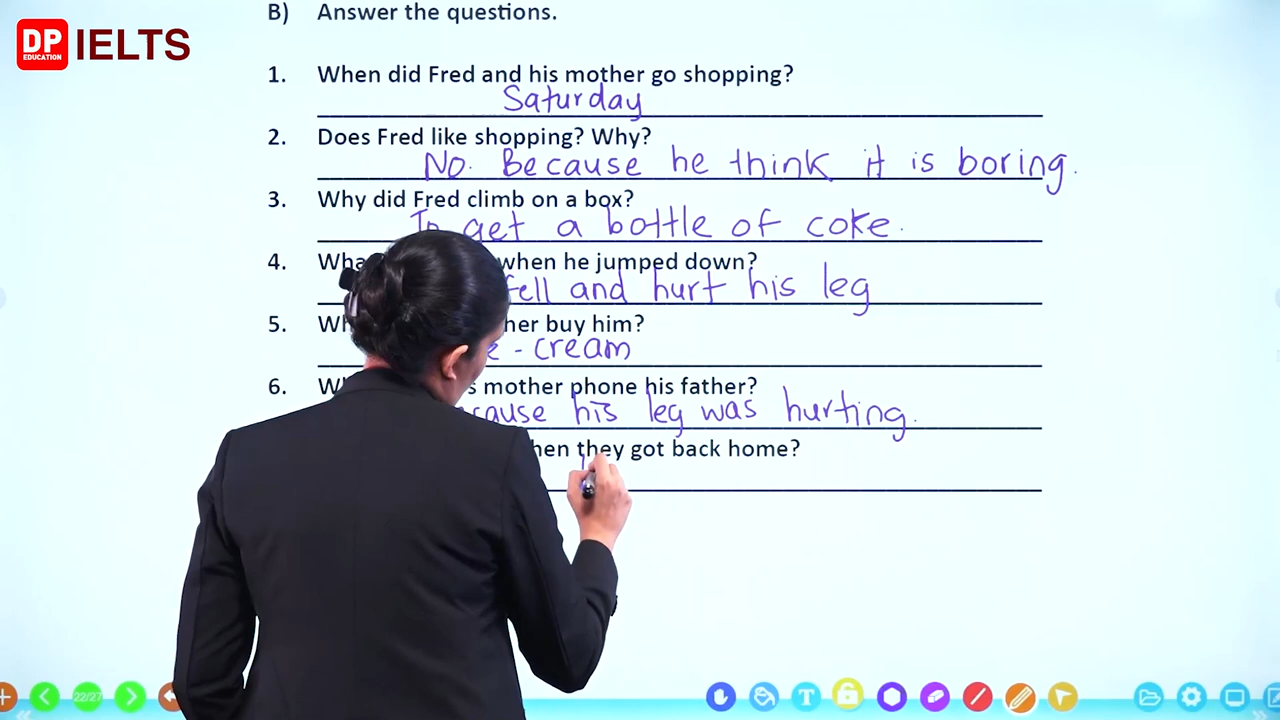 DP
EDUCATION
IELTS
B) Answer the questions.
1. When did Fred and his mother go shopping?
Saturday
2. Does Fred like shopping? Why?
No. Because he think it is boring.
3. Why did Fred climb on a box?
To get a bottle of coke.
4. when he jumped down?
fell and hurt his leg
5. buy him?
cream
6. mother phone his father?
his leg was hurting.
they got back home?
22/27